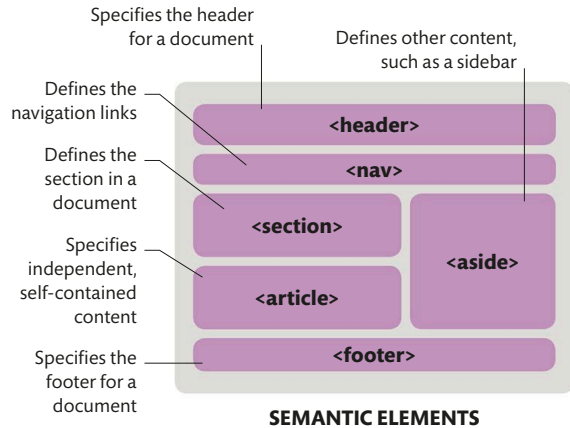 Specifies the header
for a document
Defines other content,
such as a sidebar
Defines the
navigation links
<header>
<nav>
Defines the
section in a
document
<section>
<aside>
Specifies
independent,
self-contained
content
<article>
Specifies the
footer for a
document
<footer>
SEMANTIC ELEMENTS